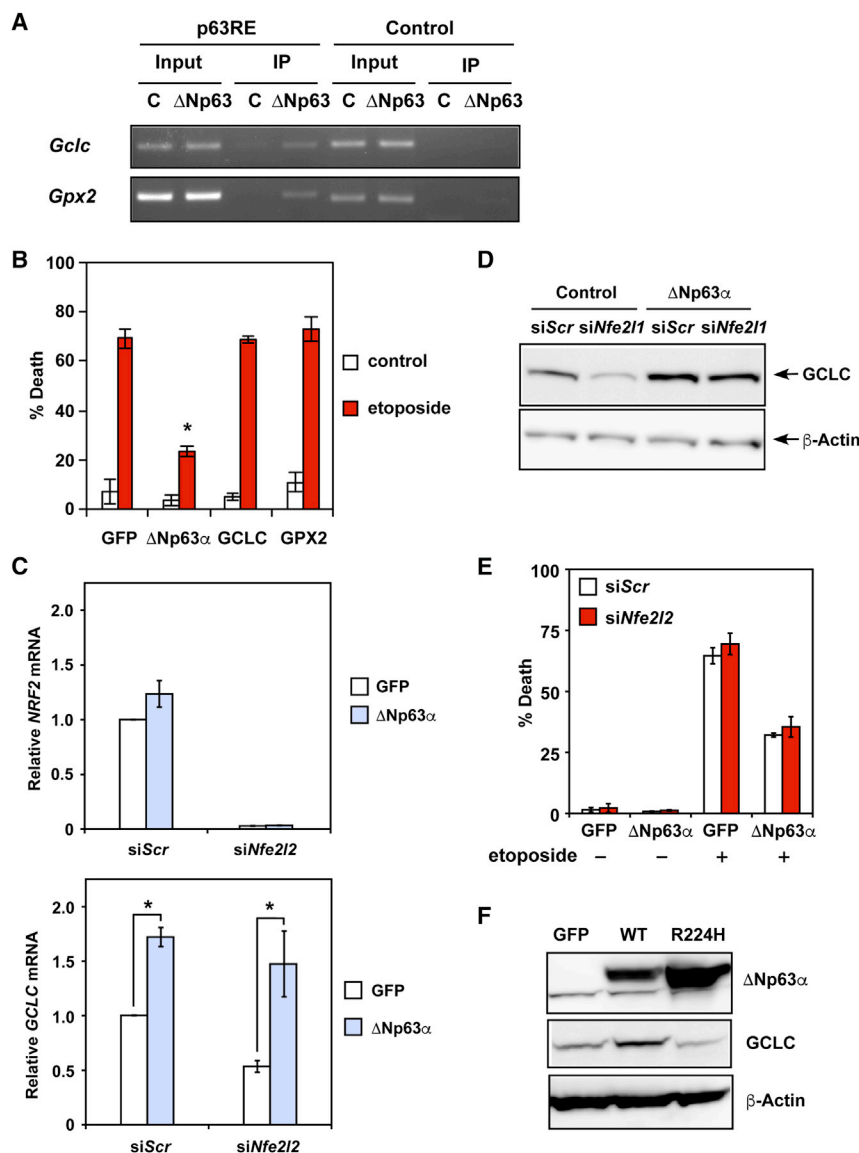 A
p63RE Control
Input IP Input IP
C ΔNp63 C ΔNp63 C ΔNp63 C ΔNp63
Gclc
Gpx2
B
100
80
60
40
20
0
% Death
*
control
etoposide
GFP ΔNp63α GCLC GPX2
C
2.0
1.5
1.0
0.5
0
Relative NRF2 mRNA
GFP
ΔNp63α
siScr siNfe2l2
2.0
1.5
1.0
0.5
0
Relative GCLC mRNA
* *
GFP
ΔNp63α
siScr siNfe2l2
D
Control ΔNp63α
siScr siNfe2l1 siScr siNfe2l1
GCLC
β-Actin
E
100
75
50
25
0
% Death
siScr
siNfe2l2
GFP ΔNp63α GFP ΔNp63α
etoposide – – + +
F
GFP WT R224H
ΔNp63α
GCLC
β-Actin